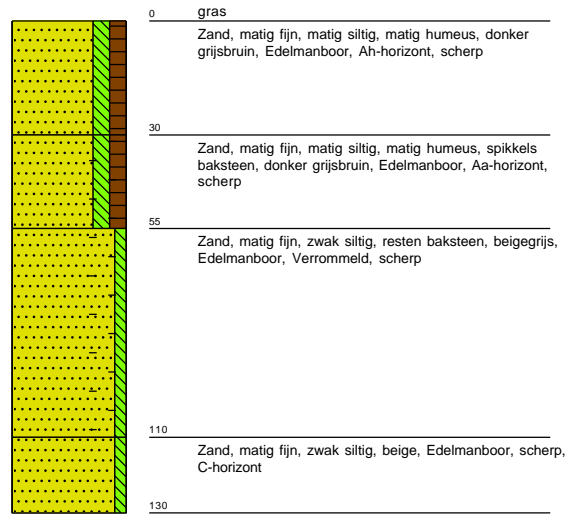 0 gras
Zand, matig fijn, matig siltig, matig humeus, donker
grijsbruin, Edelmanboor, Ah-horizont, scherp
30
Zand, matig fijn, matig siltig, matig humeus, spikkels
baksteen, donker grijsbruin, Edelmanboor, Aa-horizont,
scherp
55
Zand, matig fijn, zwak siltig, resten baksteen, beigegrijs,
Edelmanboor, Verrommeld, scherp
110
Zand, matig fijn, zwak siltig, beige, Edelmanboor, scherp,
C-horizont
130